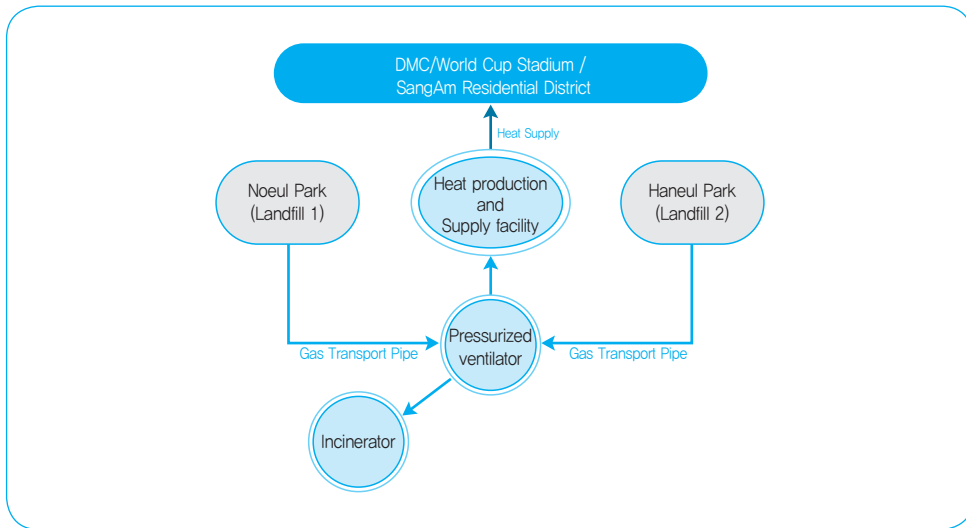 DMC/World Cup Stadium /
SangAm Residential District
Heat Supply
Noeul Park
(Landfill 1)
Heat production
and
Supply facility
Haneul Park
(Landfill 2)
Gas Transport Pipe
Pressurized
ventilator
Gas Transport Pipe
Incinerator